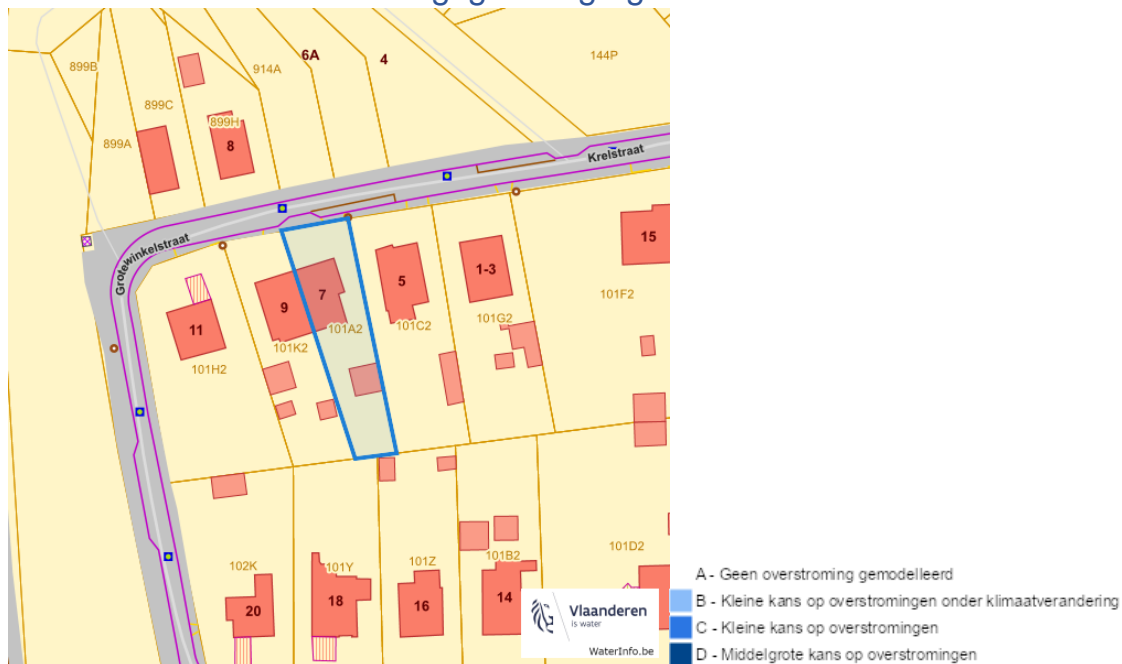 899B
914A
6A
4
144P
899C
899H
899A
8
Krelstraat
Grotewinkelstraat
15
1-3
5
7
9
11
101F2
101G2
101C2
101A2
101K2
101H2
101D2
101B2
101Z
101Y
102K
20
18
16
14
Vlaanderen
is water
WaterInfo.be
A - Geen overstroming gemodelleerd
B - Kleine kans op overstromingen onder klimaatverandering
C - Kleine kans op overstromingen
D - Middelgrote kans op overstromingen